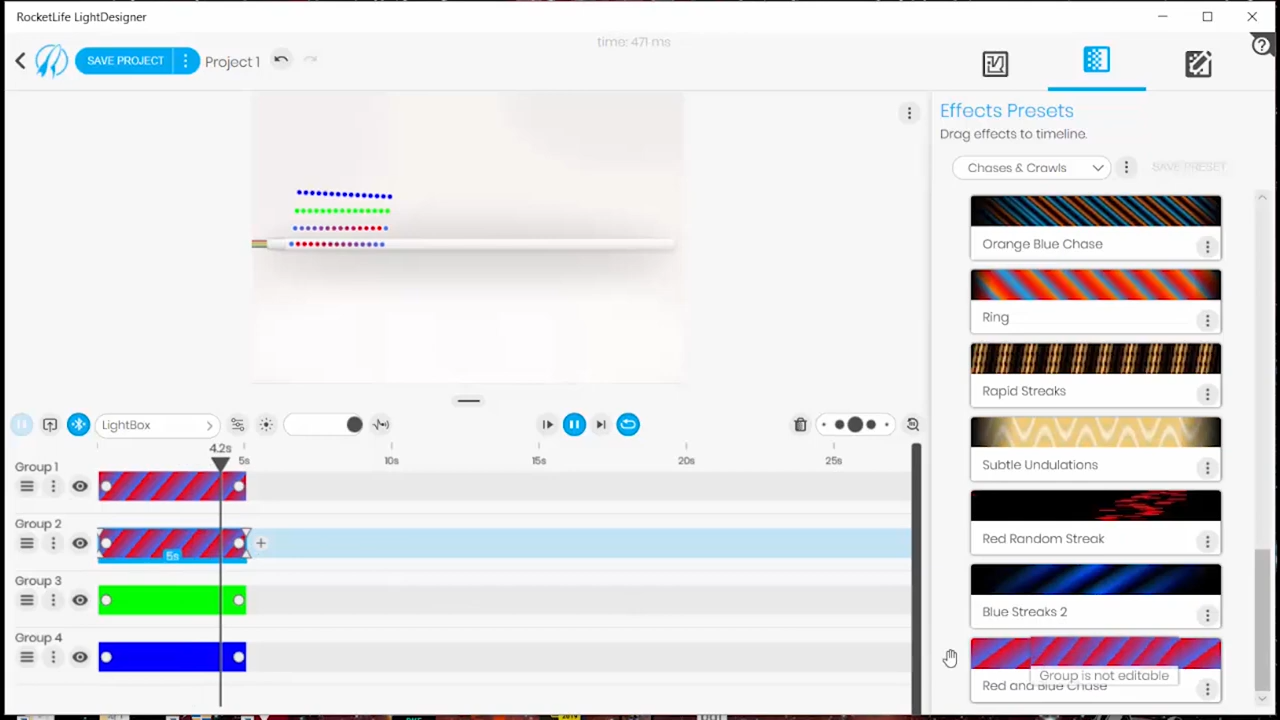 RocketLife LightDesigner
time: 471 ms
SAVE PROJECT
Project 1
Effects Presets
Drag effects to timeline.
Chases & Crawls
SAVE PRESET
Orange Blue Chase
Ring
Rapid Streaks
Subtle Undulations
Red Random Streak
Blue Streaks 2
Red and Blue Chase
Group is not editable
LightBox
4.2s
5s
10s
15s
20s
25s
Group 1
Group 2
5s
Group 3
Group 4